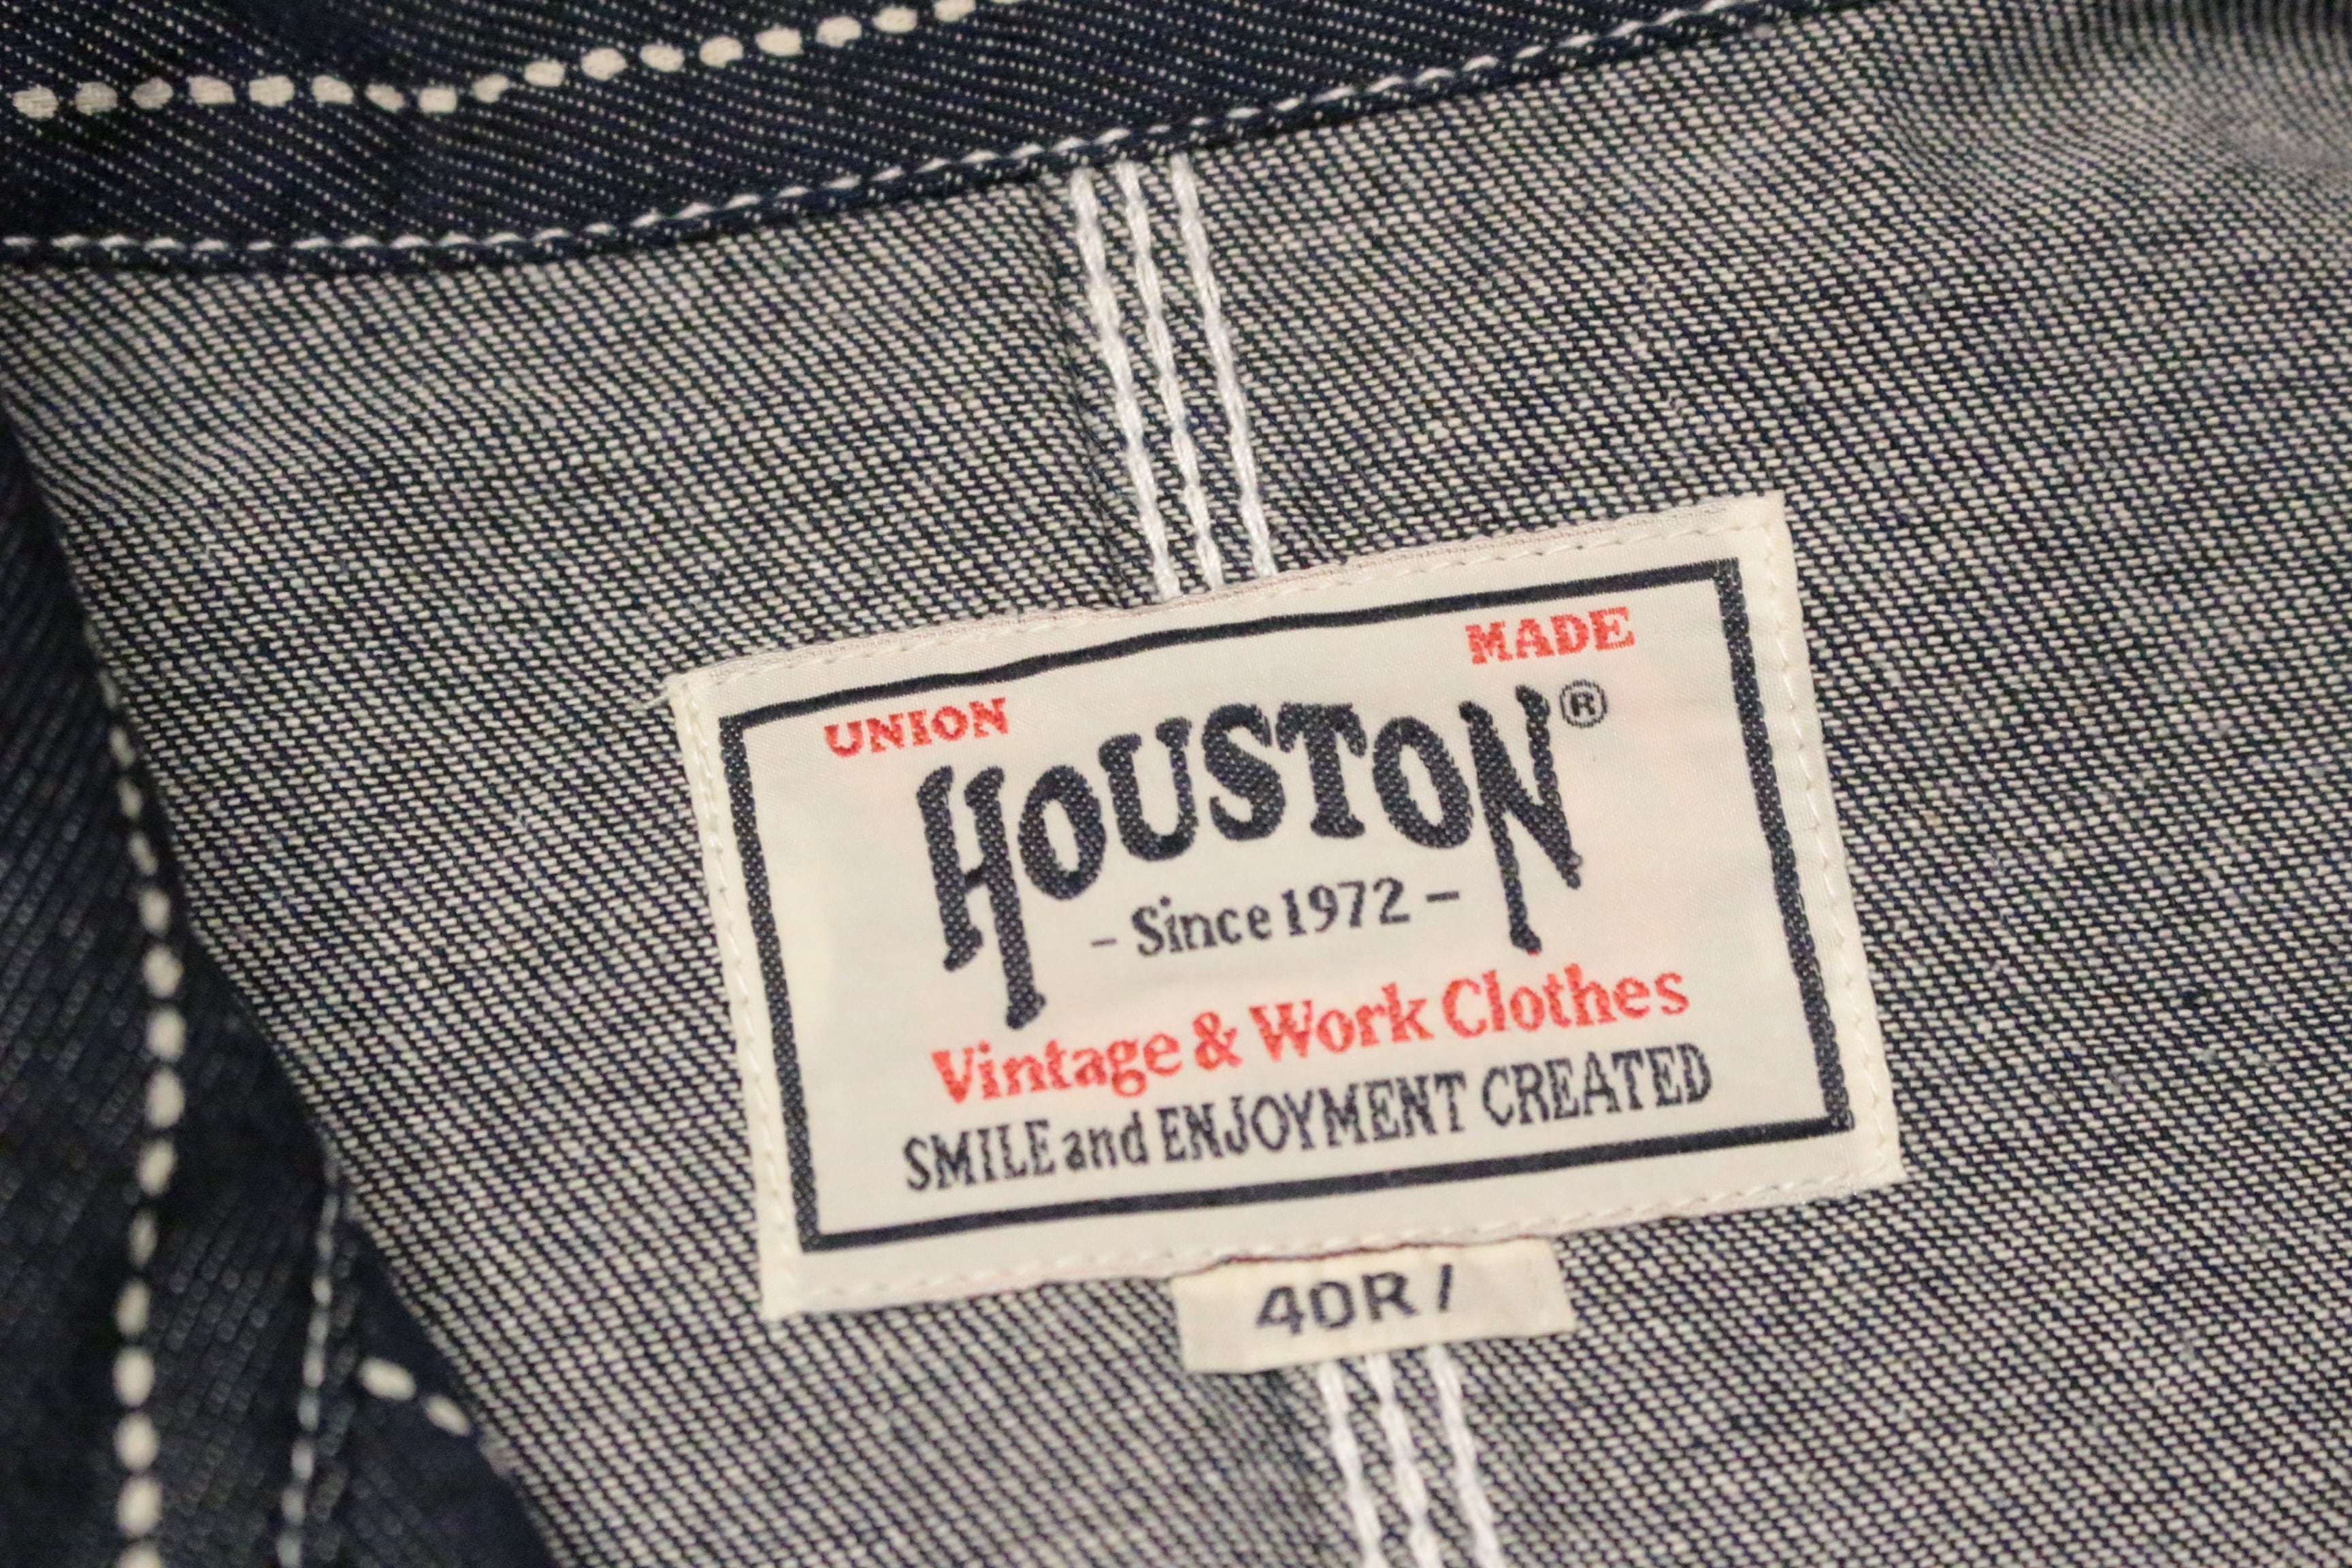 UNION MADE
HOUSTON®
- Since 1972 -
Vintage & Work Clothes
SMILE and ENJOYMENT CREATED
40R /